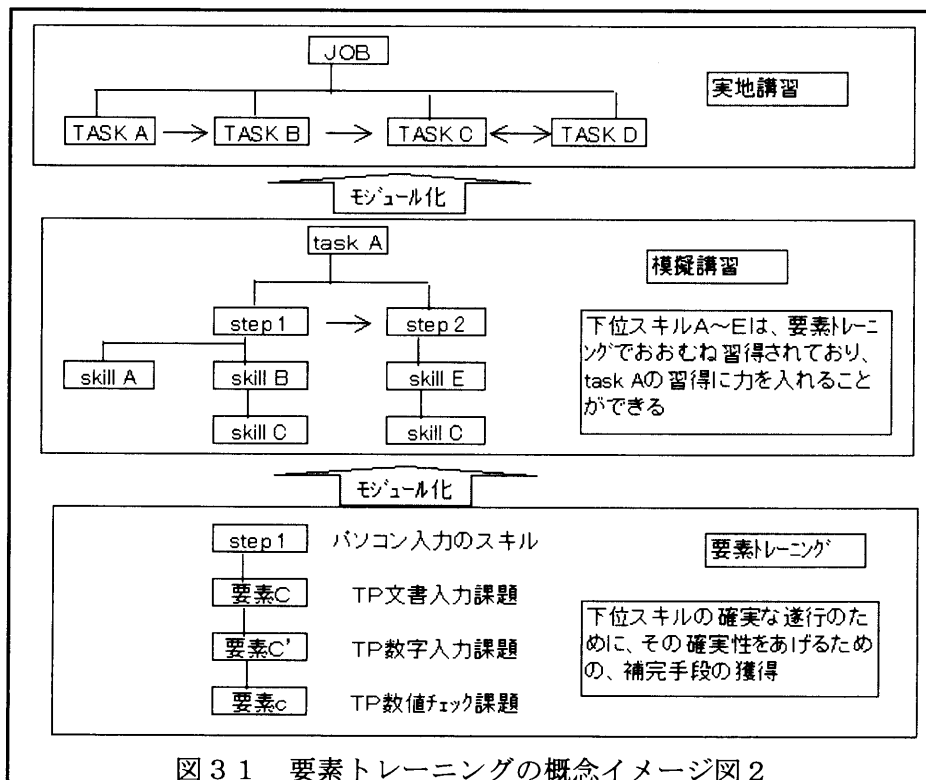 JOB
実地講習
TASK A → TASK B → TASK C ↔ TASK D
モジュール化
task A
模擬講習
step1 → step 2
下位スキルA～Eは、要素トレーニ
ングでおおむね習得されており、
task Aの習得に力を入れること
ができる
skill A skill B skill E
skill C skill C
モジュール化
step1 パソコン入力のスキル
要素トレーニング
要素C TP文書入力課題
下位スキルの確実な遂行のた
めに、その確実性をあげるため
の、補完手段の獲得
要素C' TP数字入力課題
要素c TP数値チェック課題
図31 要素トレーニングの概念イメージ図2